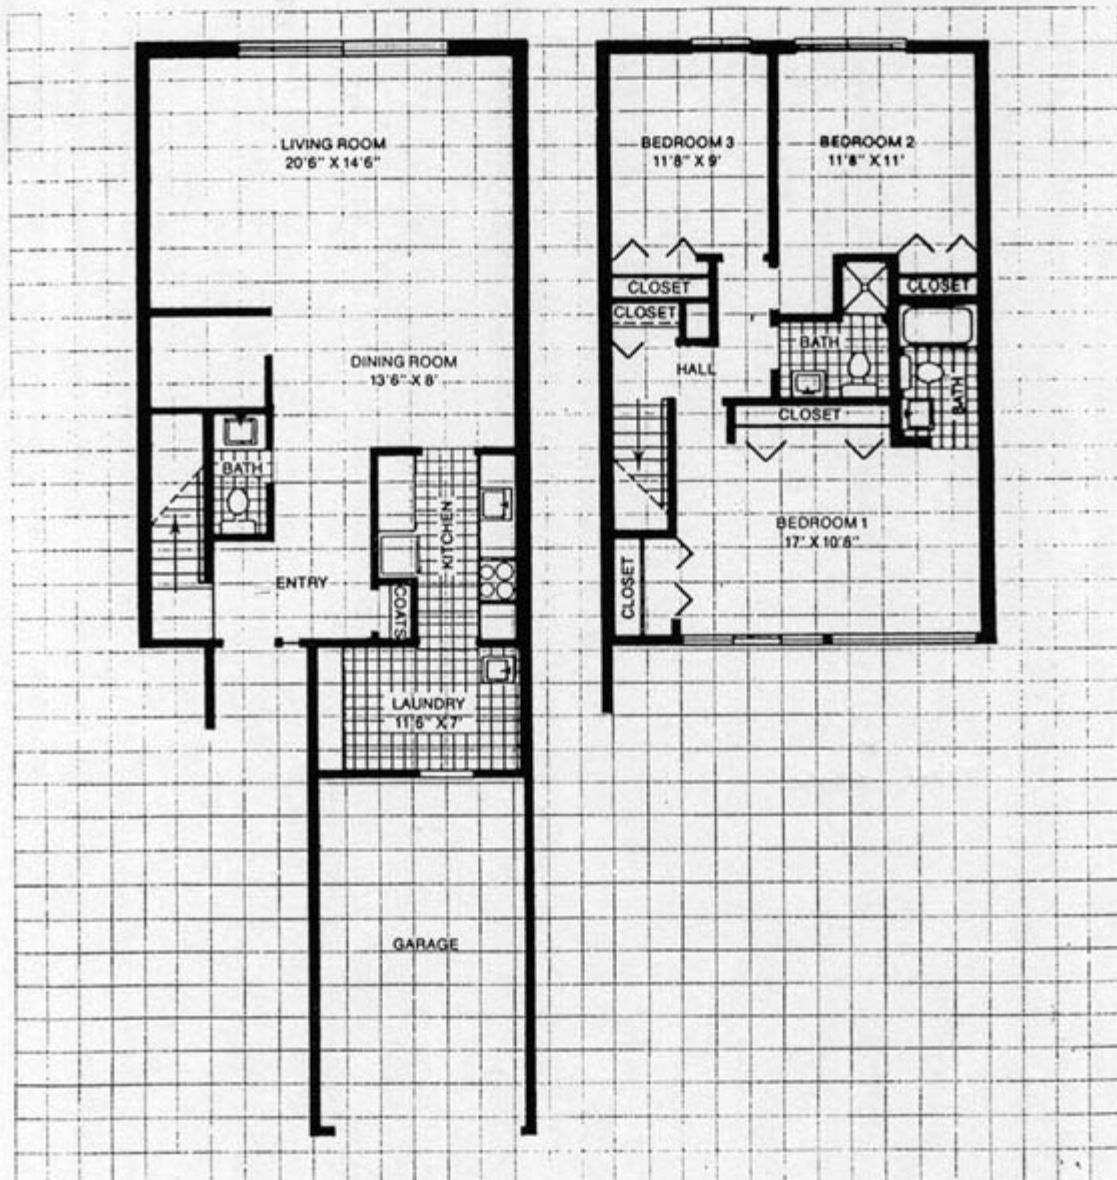 LIVING ROOM
20'6" X 14'6"
DINING ROOM
13'6" X 8'
BATH
KITCHEN
ENTRY
COATS
LAUNDRY
11'6" X 7'
GARAGE
BEDROOM 3
11'8" X 9'
BEDROOM 2
11'8" X 11'
CLOSET
CLOSET
CLOSET
BATH
HALL
BATH
CLOSET
BEDROOM 1
17' X 10'8"
CLOSET